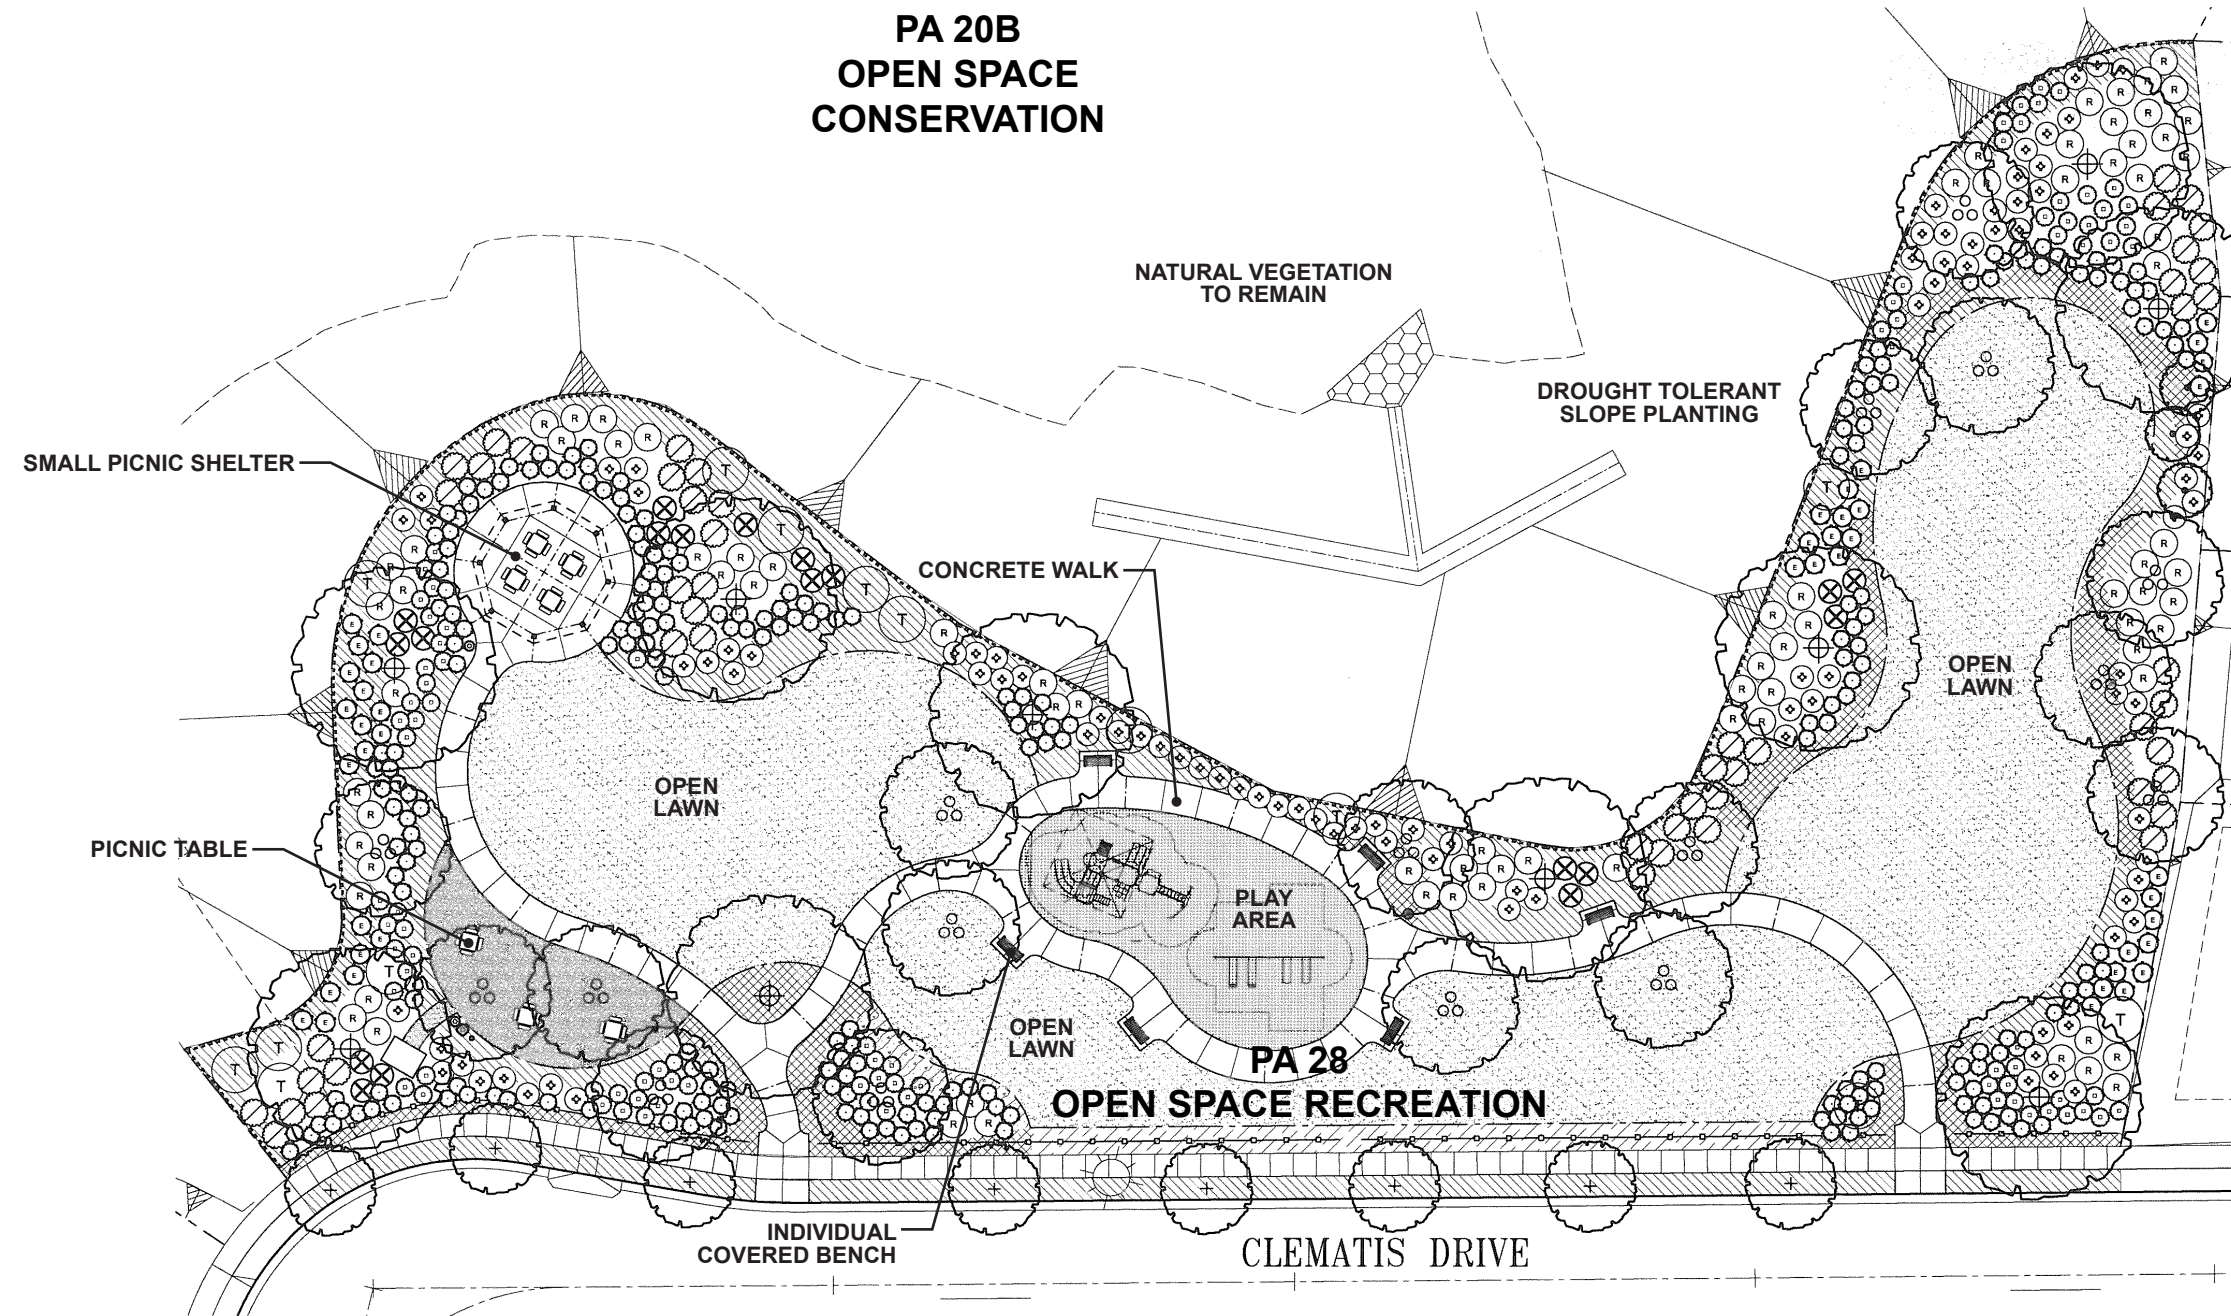 PA 20B
OPEN SPACE
CONSERVATION
NATURAL VEGETATION
TO REMAIN
DROUGHT TOLERANT
SLOPE PLANTING
SMALL PICNIC SHELTER
CONCRETE WALK
OPEN
LAWN
OPEN
LAWN
PICNIC TABLE
PLAY
AREA
OPEN
LAWN
PA 28
OPEN SPACE RECREATION
INDIVIDUAL
COVERED BENCH
CLEMATIS DRIVE